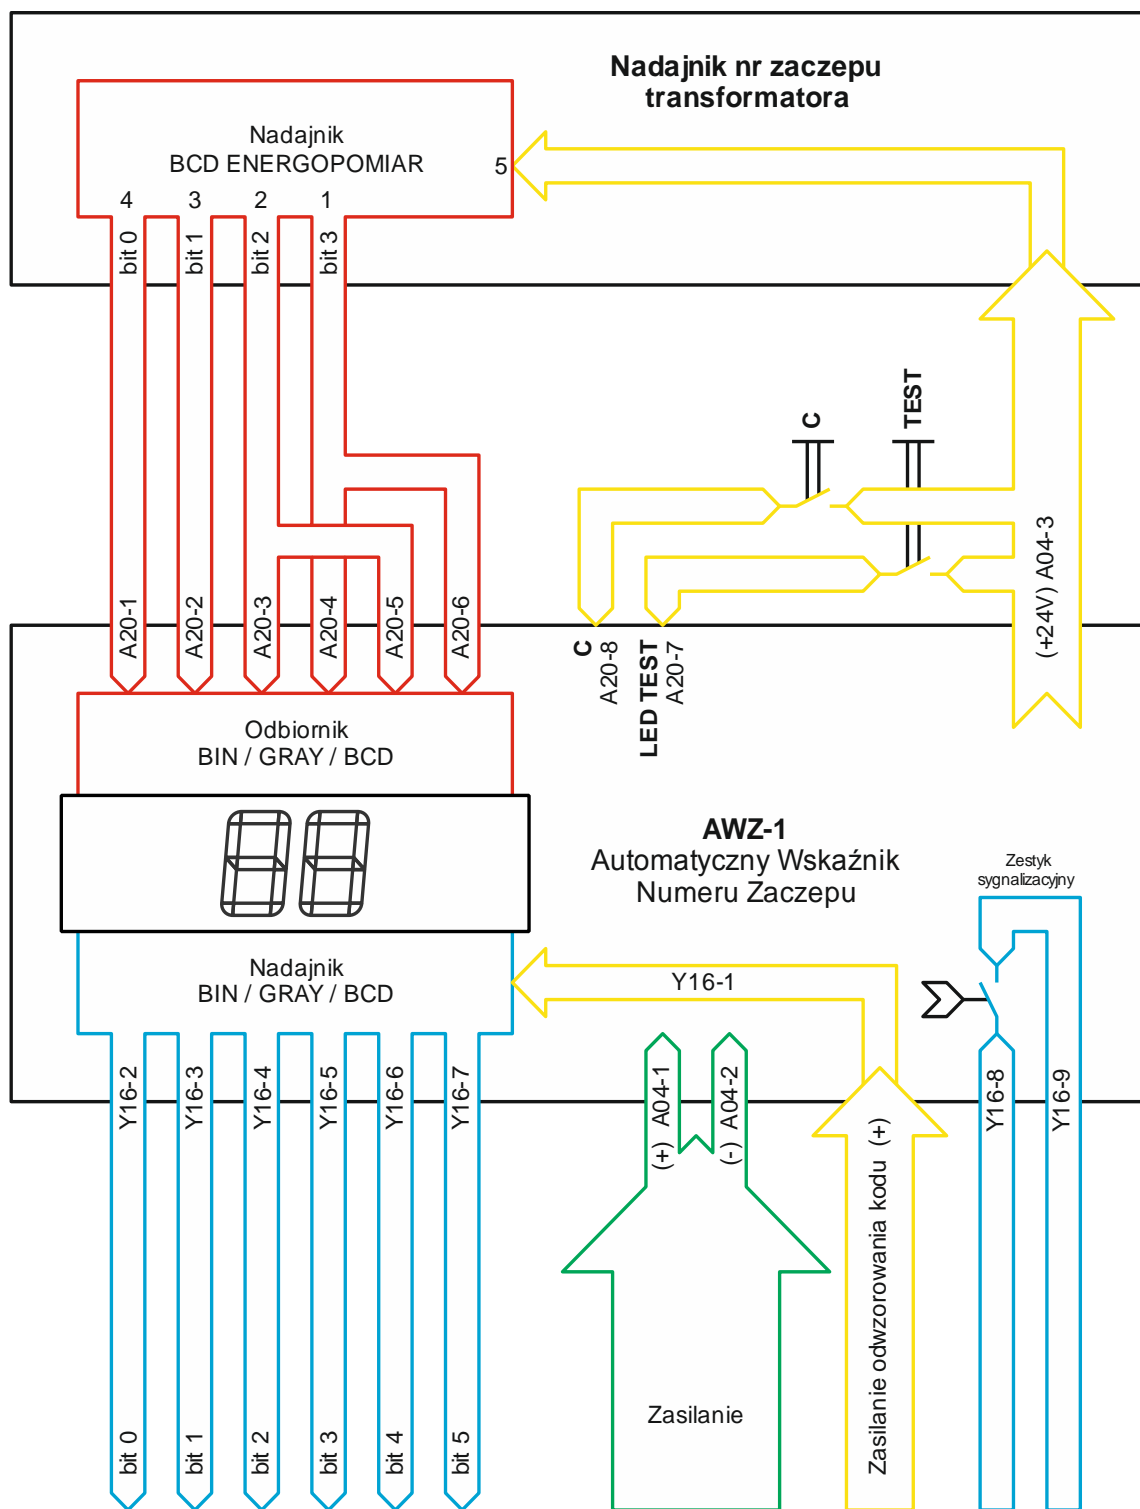 Nadajnik nr zaczepu
transformatora
Nadajnik
BCD ENERGOPOMIAR
5
4
3
2
1
bit 0
bit 1
bit 2
bit 3
C
TEST
(+24V) A04-3
A20-1
A20-2
A20-3
A20-4
A20-5
A20-6
C
A20-8
LED TEST
A20-7
Odbiornik
BIN / GRAY / BCD
AWZ-1
Automatyczny Wskaźnik
Numeru Zaczepu
Zestyk
sygnalizacyjny
Nadajnik
BIN / GRAY / BCD
Y16-1
Y16-2
Y16-3
Y16-4
Y16-5
Y16-6
Y16-7
(+) A04-1
(-) A04-2
Y16-8
Y16-9
Zasilanie odwzorowania kodu (+)
Zasilanie
bit 0
bit 1
bit 2
bit 3
bit 4
bit 5